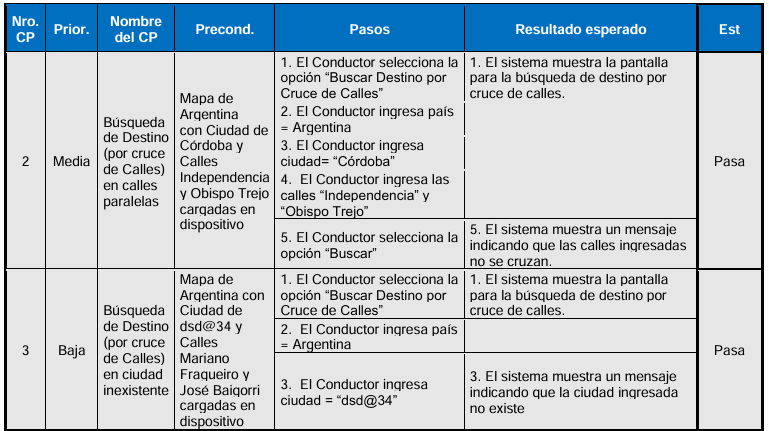 Nro.
CP
Prior.
Nombre
del CP
Precond.
Pasos
Resultado esperado
Est
2
Media
Búsqueda
de Destino
(por cruce
de Calles)
en calles
paralelas
Mapa de
Argentina
con Ciudad de
Córdoba y
Calles
Independencia
y Obispo Trejo
cargadas en
dispositivo
1. El Conductor selecciona la
opción “Buscar Destino por
Cruce de Calles”
1. El sistema muestra la pantalla
para la búsqueda de destino por
cruce de calles.
2. El Conductor ingresa país
= Argentina
3. El Conductor ingresa
ciudad= “Córdoba”
4. El Conductor ingresa las
calles “Independencia” y
“Obispo Trejo”
5. El Conductor selecciona la
opción “Buscar”
5. El sistema muestra un mensaje
indicando que las calles ingresadas
no se cruzan.
Pasa
3
Baja
Búsqueda
de Destino
(por cruce
de Calles)
en ciudad
inexistente
Mapa de
Argentina con
Ciudad de
dsd@34 y
Calles
Mariano
Fragueiro y
José Baigorri
cargadas en
dispositivo
1. El Conductor selecciona la
opción “Buscar Destino por
Cruce de Calles”
1. El sistema muestra la pantalla
para la búsqueda de destino por
cruce de calles.
2. El Conductor ingresa país
= Argentina
3. El Conductor ingresa
ciudad = “dsd@34”
3. El sistema muestra un mensaje
indicando que la ciudad ingresada
no existe
Pasa